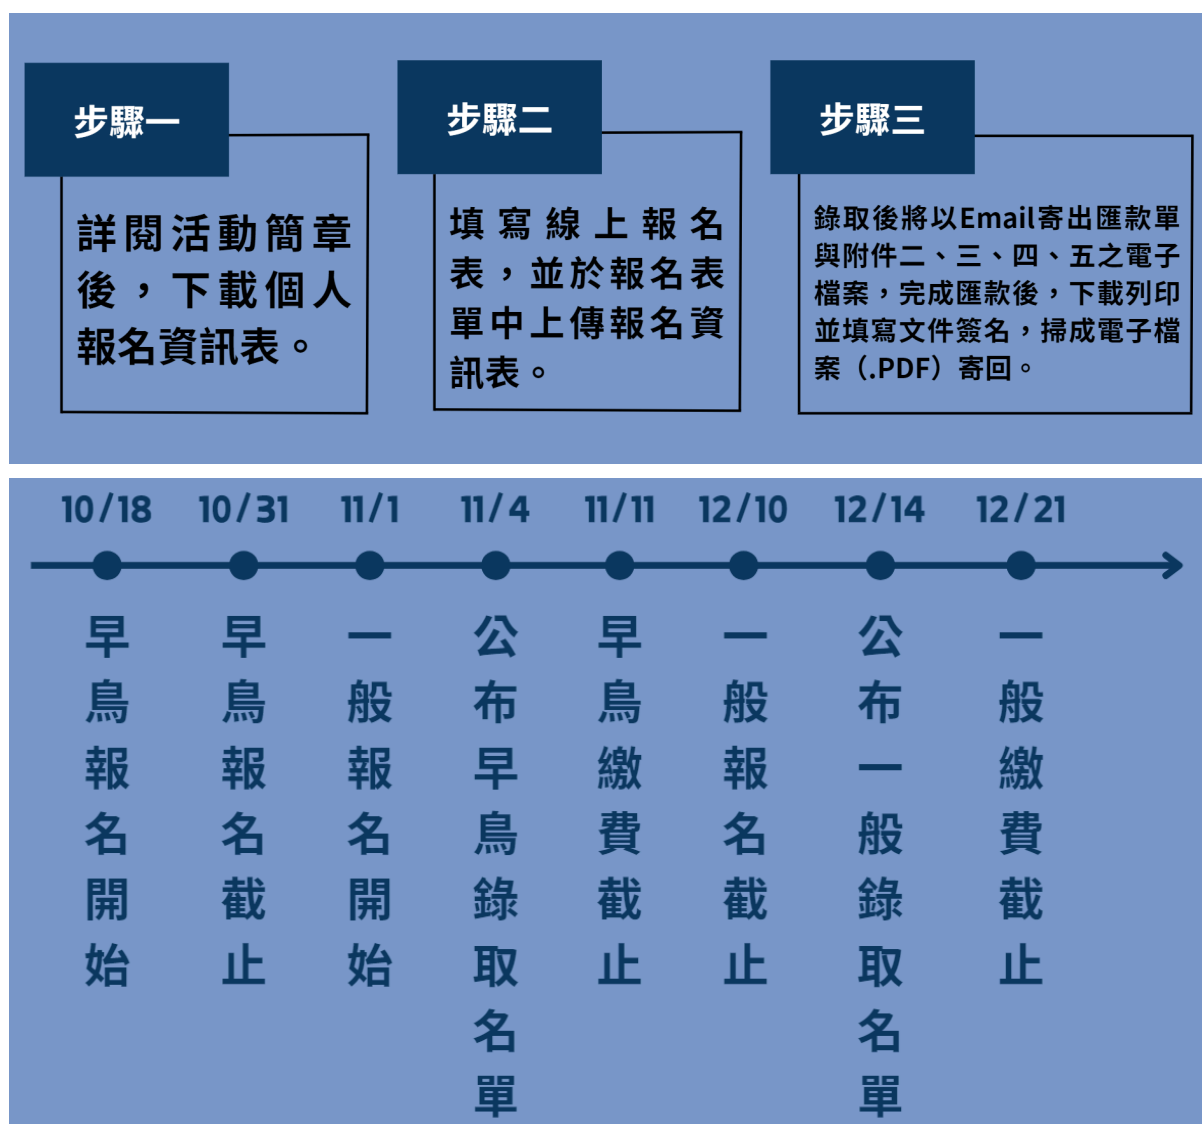 步驟一
詳閱活動簡章
後，下載個人
報名資訊表。
步驟二
填寫線上報名
表，並於報名表
單中上傳報名資
訊表。
步驟三
錄取後將以Email寄出匯款單
與附件二、三、四、五之電子
檔案，完成匯款後，下載列印
並填寫文件簽名，掃成電子檔
案（.PDF）寄回。
10/18
早鳥報名開始
10/31
早鳥報名截止
11/1
一般報名開始
11/4
公布早鳥錄取名單
11/11
早鳥繳費截止
12/10
一般報名截止
12/14
公布一般錄取名單
12/21
一般繳費截止